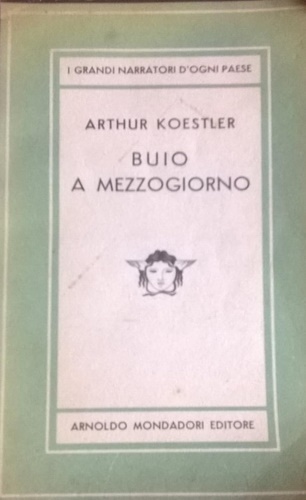 I GRANDI NARRATORI D'OGNI PAESE
ARTHUR KOESTLER
BUIO
A MEZZOGIORNO
ARNOLDO MONDADORI EDITORE